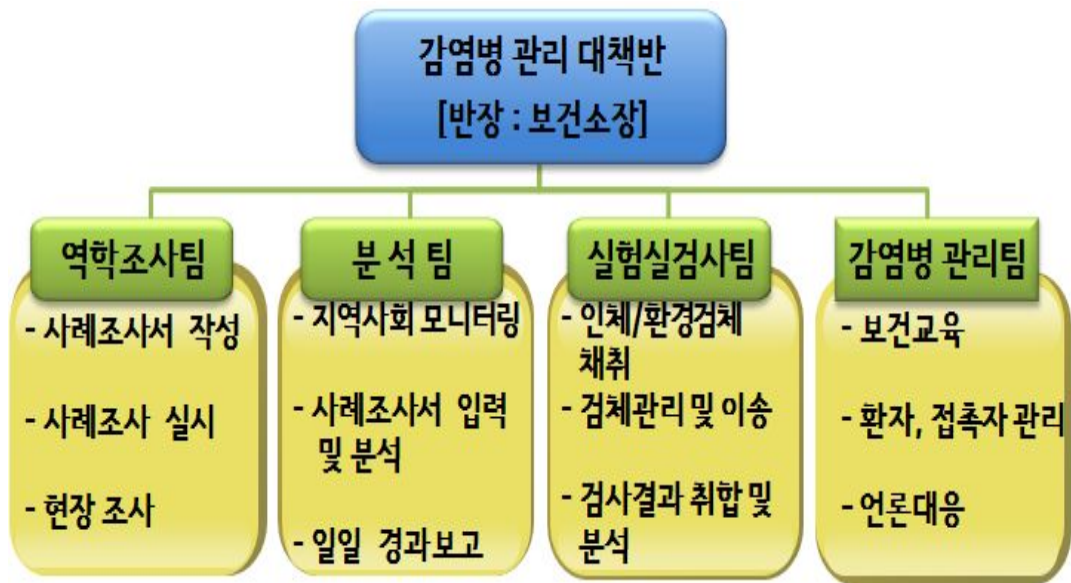 감염병 관리 대책반
[반장 : 보건소장]
역학조사팀
- 사례조사서 작성
- 사례조사 실시
- 현장 조사
분 석 팀
- 지역사회 모니터링
- 사례조사서 입력
및 분석
- 일일 경과보고
실험실검사팀
- 인체/환경검체
채취
- 검체관리 및 이송
- 검사결과 취합 및
분석
감염병 관리팀
- 보건교육
- 환자, 접촉자 관리
- 언론대응